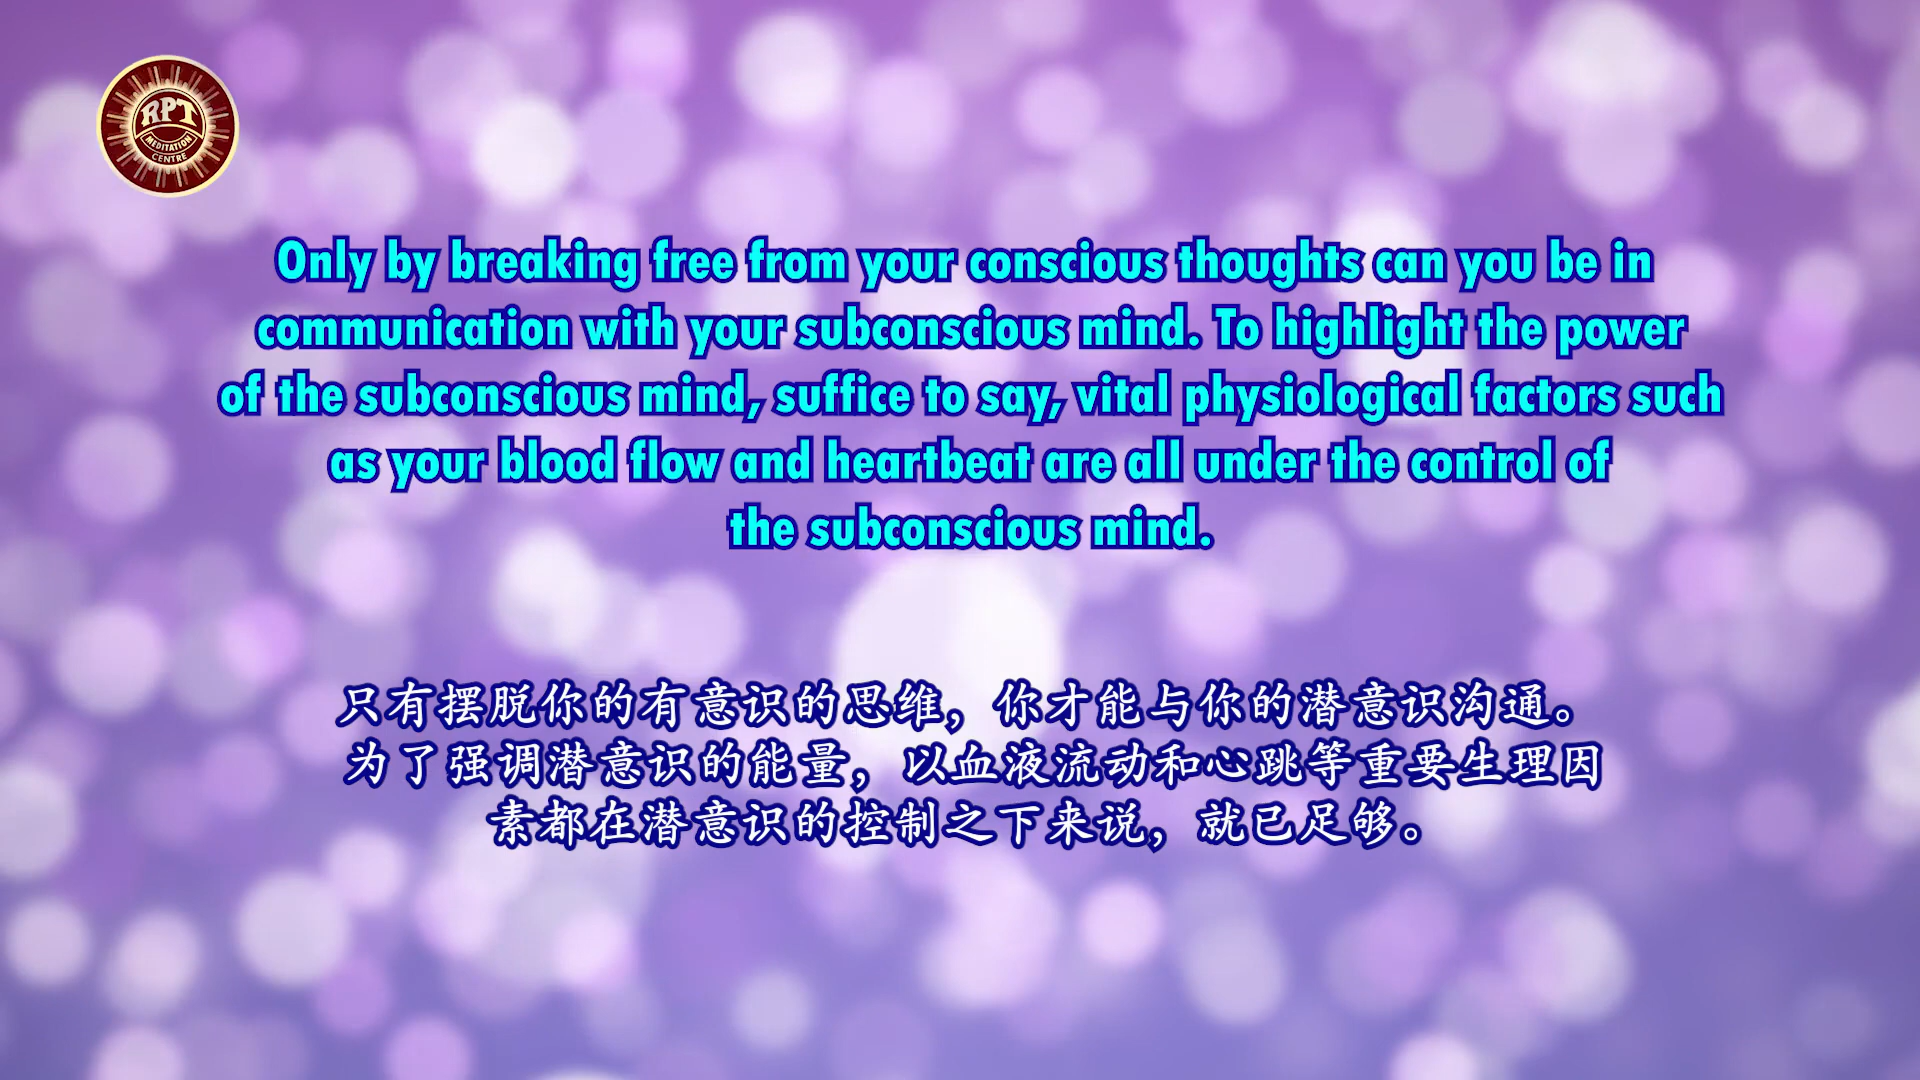 RPT
MEDITATION
CENTRE
Only by breaking free from your conscious thoughts can you be in
communication with your subconscious mind. To highlight the power
of the subconscious mind, suffice to say, vital physiological factors such
as your blood flow and heartbeat are all under the control of
the subconscious mind.
只有摆脱你的有意识的思维，你才能与你的潜意识沟通。
为了强调潜意识的能量，以血液流动和心跳等重要生理因
素都在潜意识的控制之下来说，就已足够。